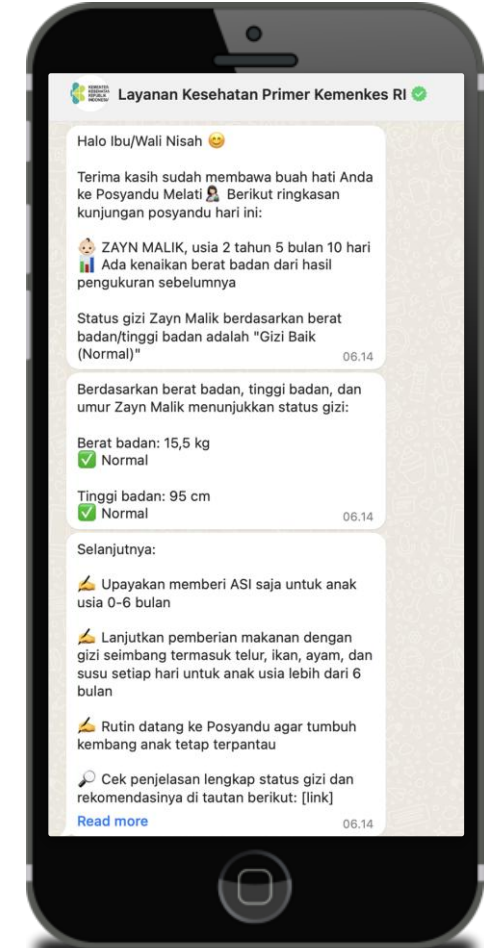 KEMENTERIAN KESEHATAN REPUBLIK INDONESIA
Layanan Kesehatan Primer Kemenkes RI
Halo Ibu/Wali Nisah 😊
Terima kasih sudah membawa buah hati Anda
ke Posyandu Melati 👩🏻‍🍼 Berikut ringkasan
kunjungan posyandu hari ini:
👶🏻 ZAYN MALIK, usia 2 tahun 5 bulan 10 hari
📊 Ada kenaikan berat badan dari hasil
pengukuran sebelumnya
Status gizi Zayn Malik berdasarkan berat
badan/tinggi badan adalah "Gizi Baik
(Normal)"
06.14
Berdasarkan berat badan, tinggi badan, dan
umur Zayn Malik menunjukkan status gizi:
Berat badan: 15,5 kg
✅ Normal
Tinggi badan: 95 cm
✅ Normal
06.14
Selanjutnya:
✍️ Upayakan memberi ASI saja untuk anak
usia 0-6 bulan
✍️ Lanjutkan pemberian makanan dengan
gizi seimbang termasuk telur, ikan, ayam, dan
susu setiap hari untuk anak usia lebih dari 6
bulan
✍️ Rutin datang ke Posyandu agar tumbuh
kembang anak tetap terpantau
🔎 Cek penjelasan lengkap status gizi dan
rekomendasinya di tautan berikut: [link]
Read more
06.14